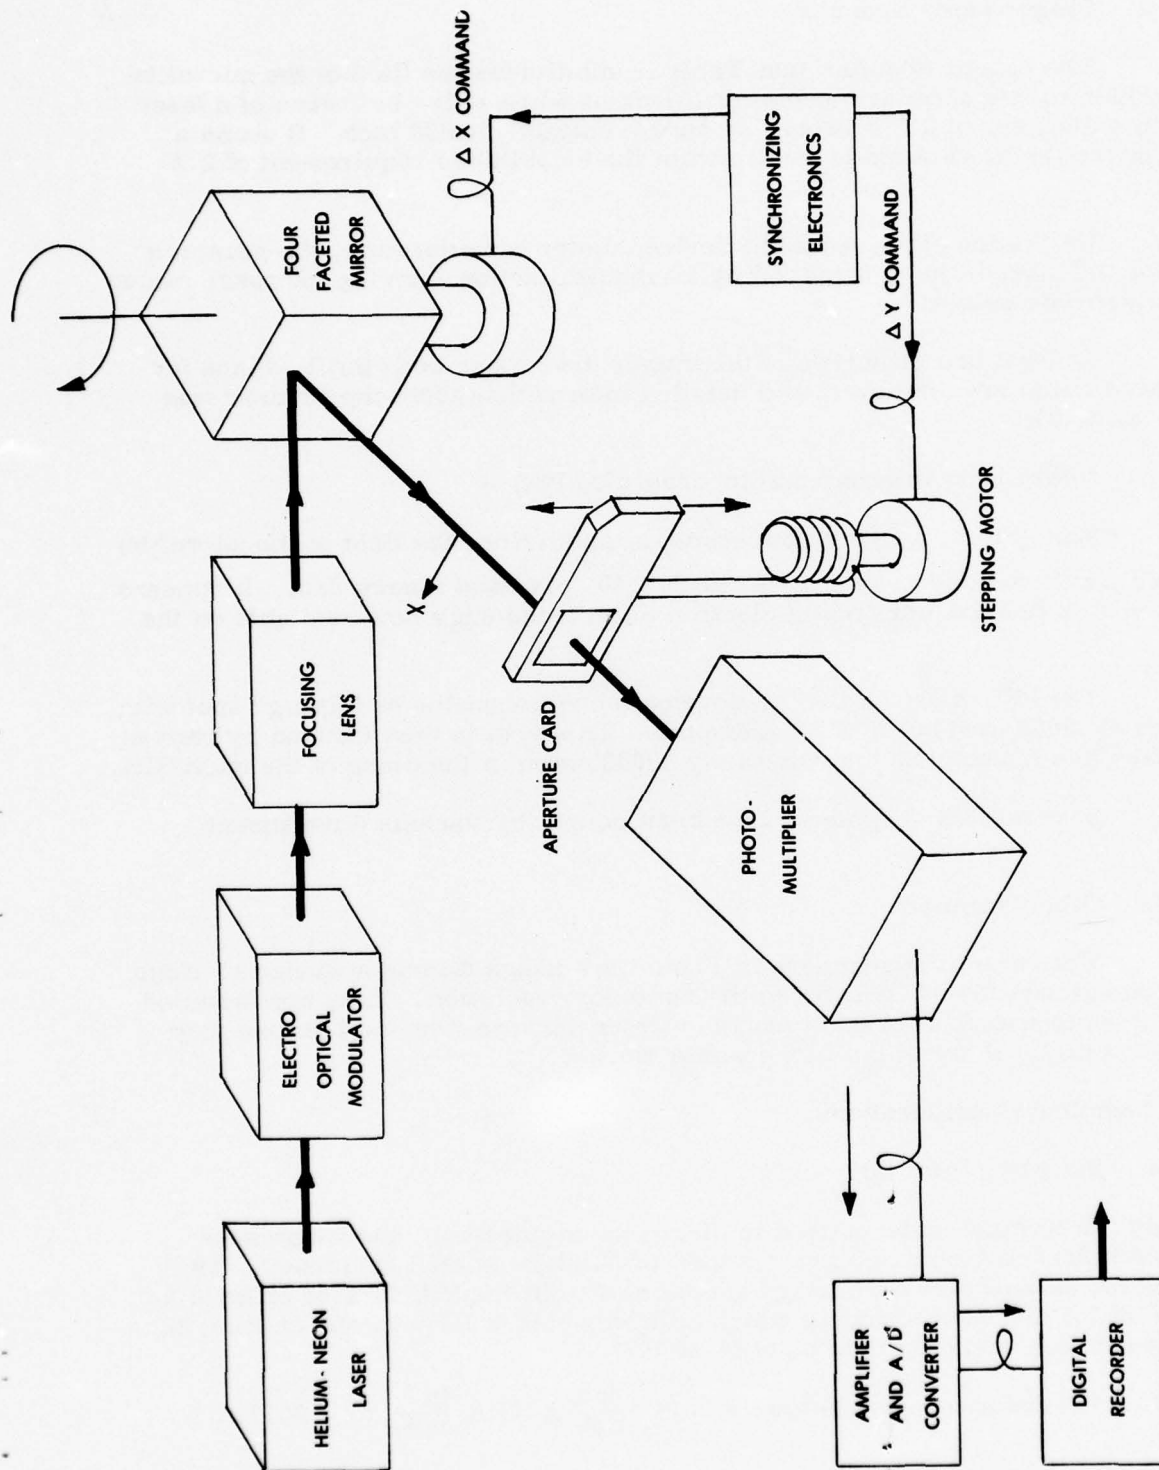 HELIUM-NEON
LASER
ELECTRO
OPTICAL
MODULATOR
FOCUSING
LENS
FOUR
FACETED
MIRROR
Δ X COMMAND
X
APERTURE CARD
SYNCHRONIZING
ELECTRONICS
Δ Y COMMAND
STEPPING MOTOR
PHOTO-
MULTIPLIER
AMPLIFIER
AND A/D
CONVERTER
DIGITAL
RECORDER